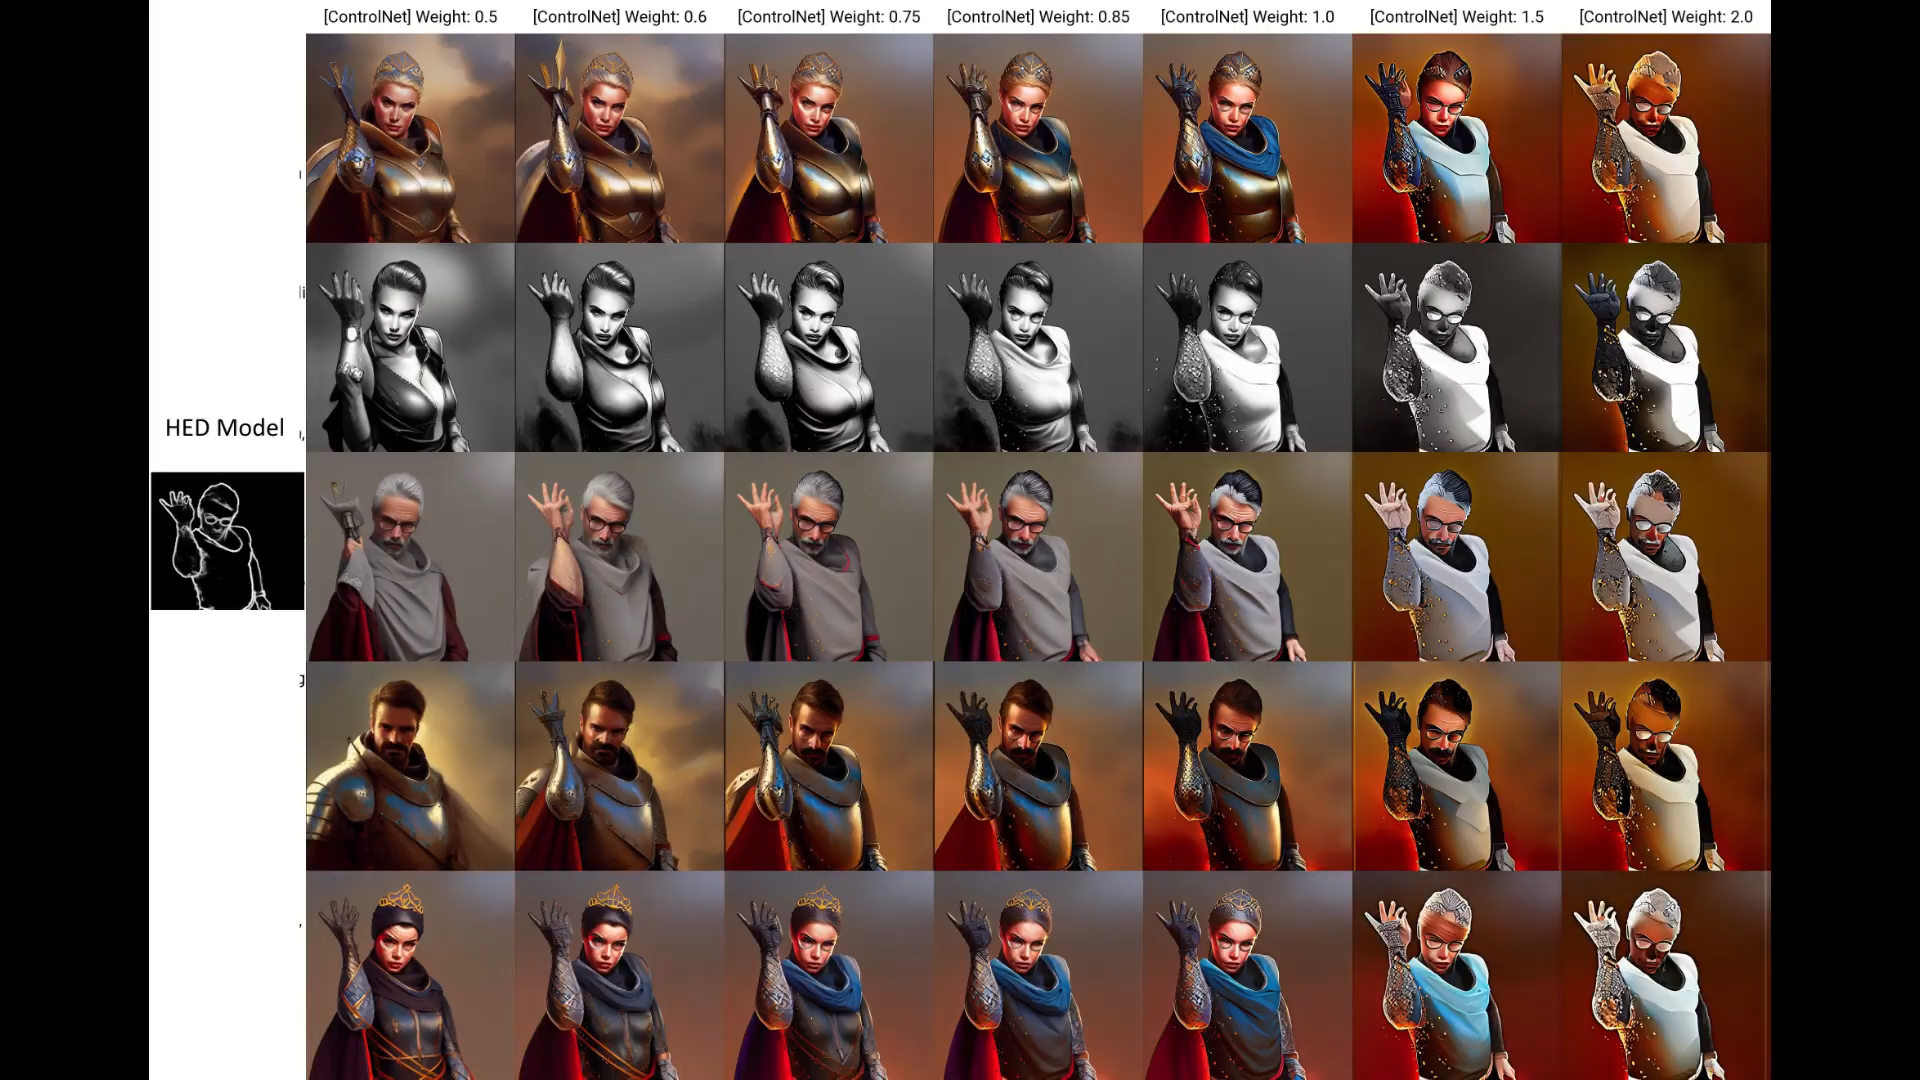 [ControlNet] Weight: 0.5
[ControlNet] Weight: 0.6
[ControlNet] Weight: 0.75
[ControlNet] Weight: 0.85
[ControlNet] Weight: 1.0
[ControlNet] Weight: 1.5
[ControlNet] Weight: 2.0
HED Model